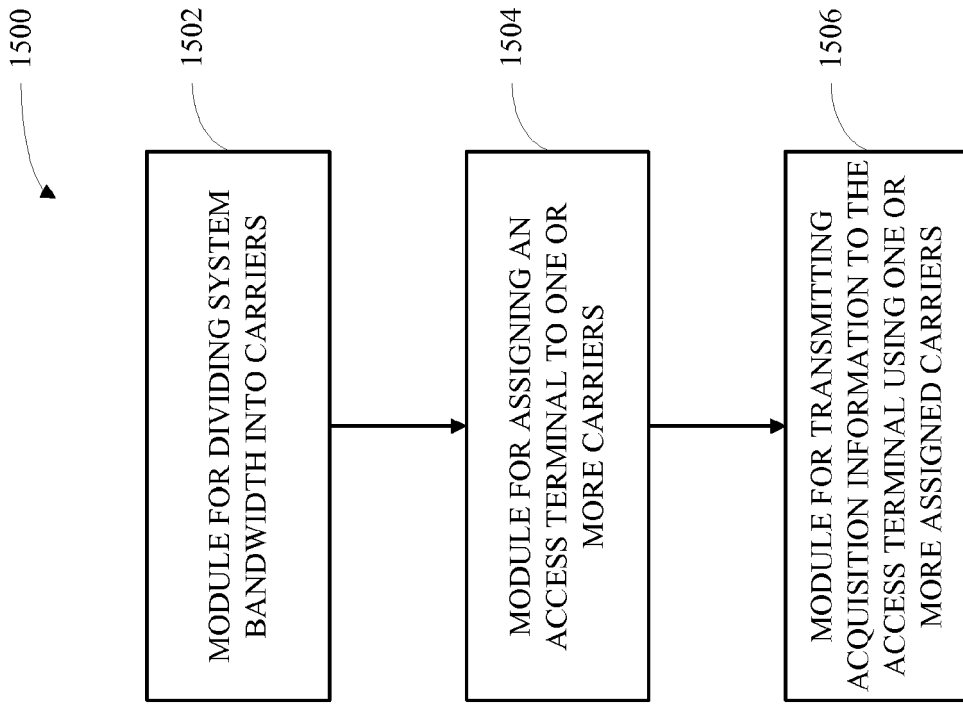 1500
1502
MODULE FOR DIVIDING SYSTEM
BANDWIDTH INTO CARRIERS
1504
MODULE FOR ASSIGNING AN
ACCESS TERMINAL TO ONE OR
MORE CARRIERS
1506
MODULE FOR TRANSMITTING
ACQUISITION INFORMATION TO THE
ACCESS TERMINAL USING ONE OR
MORE ASSIGNED CARRIERS